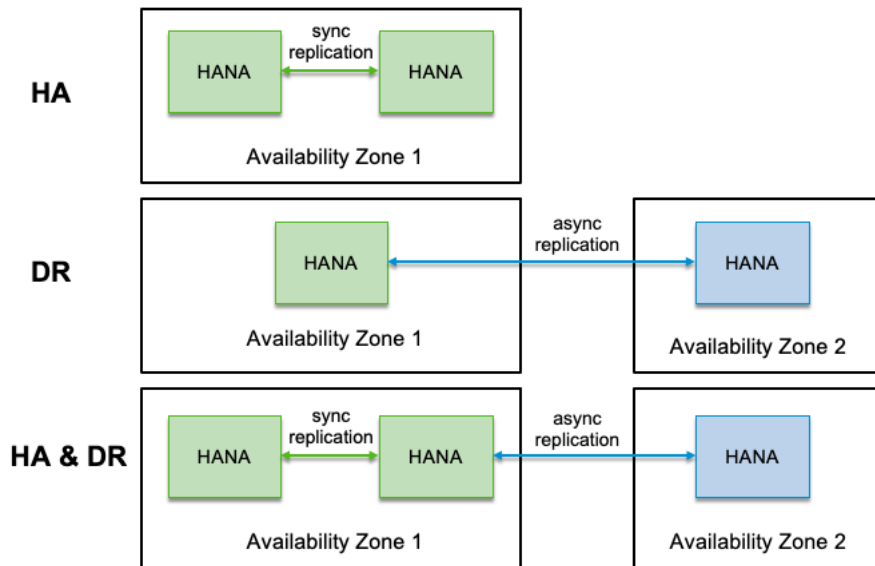 HA
sync
replication
HANA
HANA
Availability Zone 1
DR
HANA
async
replication
HANA
Availability Zone 1
Availability Zone 2
HA & DR
sync
replication
async
replication
HANA
HANA
HANA
Availability Zone 1
Availability Zone 2